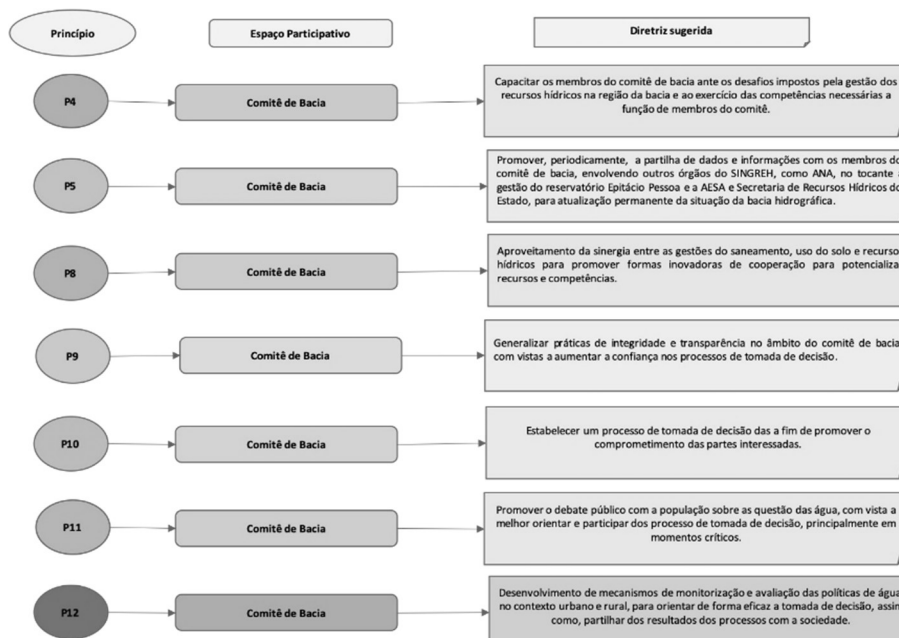 Princípio
Espaço Participativo
Diretriz sugerida
P4
Comitê de Bacia
Capacitar os membros do comitê de bacia ante os desafios impostos pela gestão dos
recursos hídricos na região da bacia e ao exercício das competências necessárias a
função de membros do comitê.
P5
Comitê de Bacia
Promover, periodicamente, a partilha de dados e informações com os membros do
comitê de bacia, envolvendo outros órgãos do SINGREH, como ANA, no tocante a
gestão do reservatório Epitácio Pessoa e a AESA e Secretaria de Recursos Hídricos do
Estado, para atualização permanente da situação da bacia hidrográfica.
P8
Comitê de Bacia
Aproveitamento da sinergia entre as gestões do saneamento, uso do solo e recurso
hídricos para promover formas inovadoras de cooperação para potencializa
recursos e competências.
P9
Comitê de Bacia
Generalizar práticas de integridade e transparência no âmbito do comitê de bacia
com vistas a aumentar a confiança nos processos de tomada de decisão.
P10
Comitê de Bacia
Estabelecer um processo de tomada de decisão das a fim de promover o
comprometimento das partes interessadas.
P11
Comitê de Bacia
Promover o debate público com a população sobre as questão das água, com vista a
melhor orientar e participar dos processo de tomada de decisão, principalmente em
momentos críticos.
P12
Comitê de Bacia
Desenvolvimento de mecanismos de monitorização e avaliação das políticas de água
no contexto urbano e rural, para orientar de forma eficaz a tomada de decisão, assin
como, partilhar dos resultados dos processos com a sociedade.